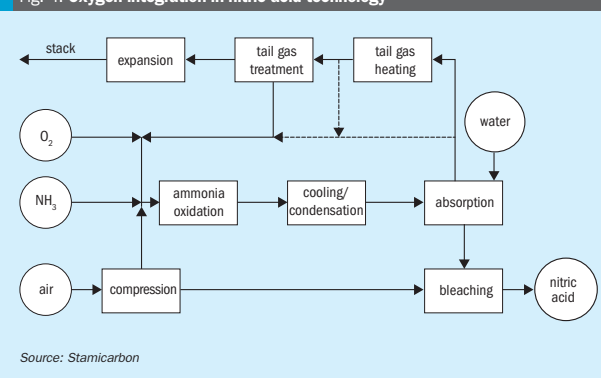 Fig. 4: Oxygen integration in nitric acid technology
stack
expansion
tail gas
treatment
tail gas
heating
O2
water
NH3
ammonia
oxidation
cooling/
condensation
absorption
air
compression
bleaching
nitric
acid
Source: Stamicarbon